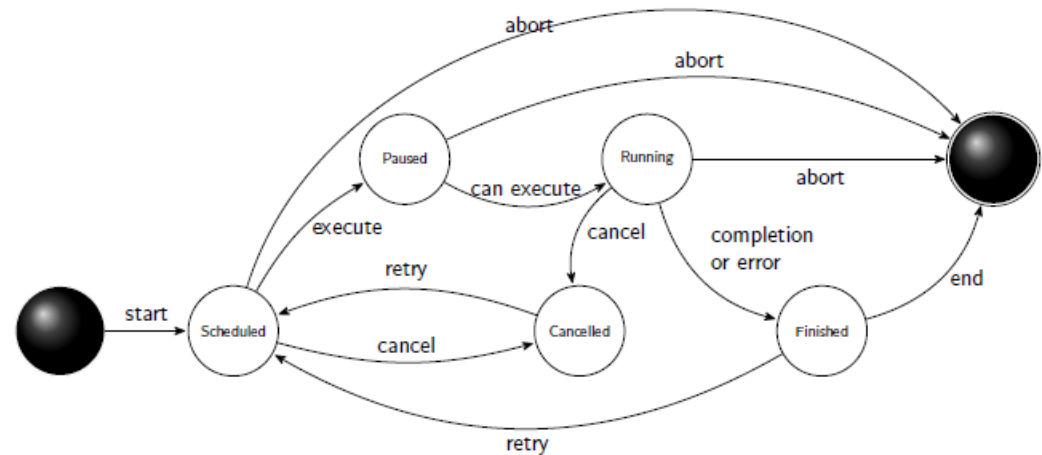 abort
abort
Paused
Running
can execute
abort
execute
cancel
completion
or error
retry
end
start
Scheduled
cancel
Cancelled
Finished
retry